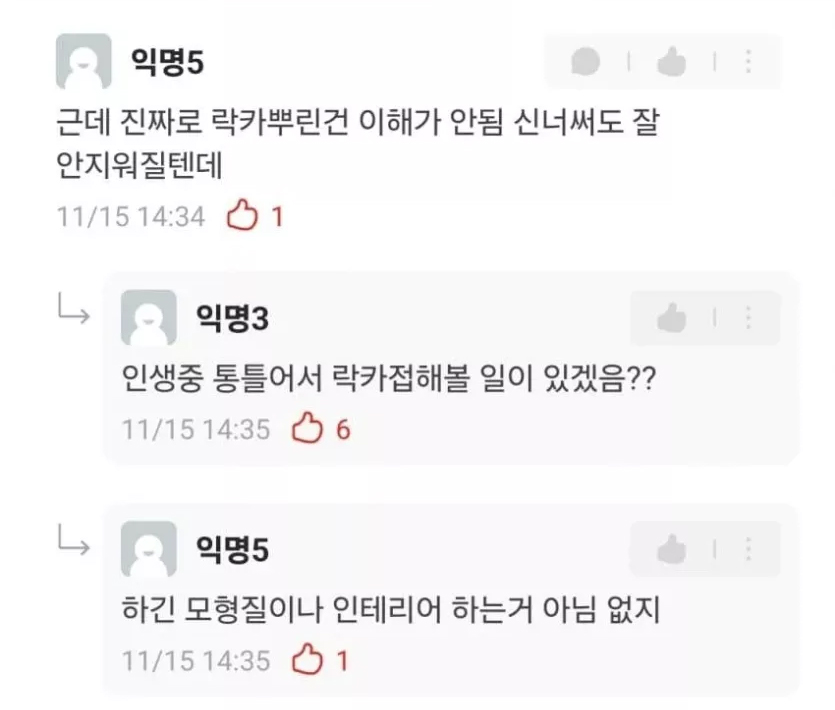 익명5
근데 진짜로 락카뿌린건 이해가 안됨 신너써도 잘
안지워질텐데
11/15 14:34 1
익명3
인생중 통틀어서 락카접해볼 일이 있겠음??
11/15 14:35 6
익명5
하긴 모형질이나 인테리어 하는거 아님 없지
11/15 14:35 1